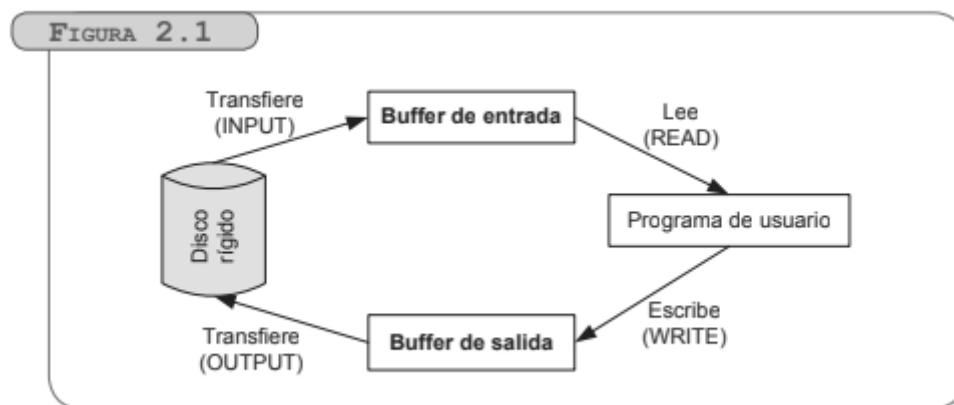 FIGURA 2.1
Transfiere
(INPUT)
Buffer de entrada
Lee
(READ)
Disco
rígido
Programa de usuario
Escribe
(WRITE)
Buffer de salida
Transfiere
(OUTPUT)